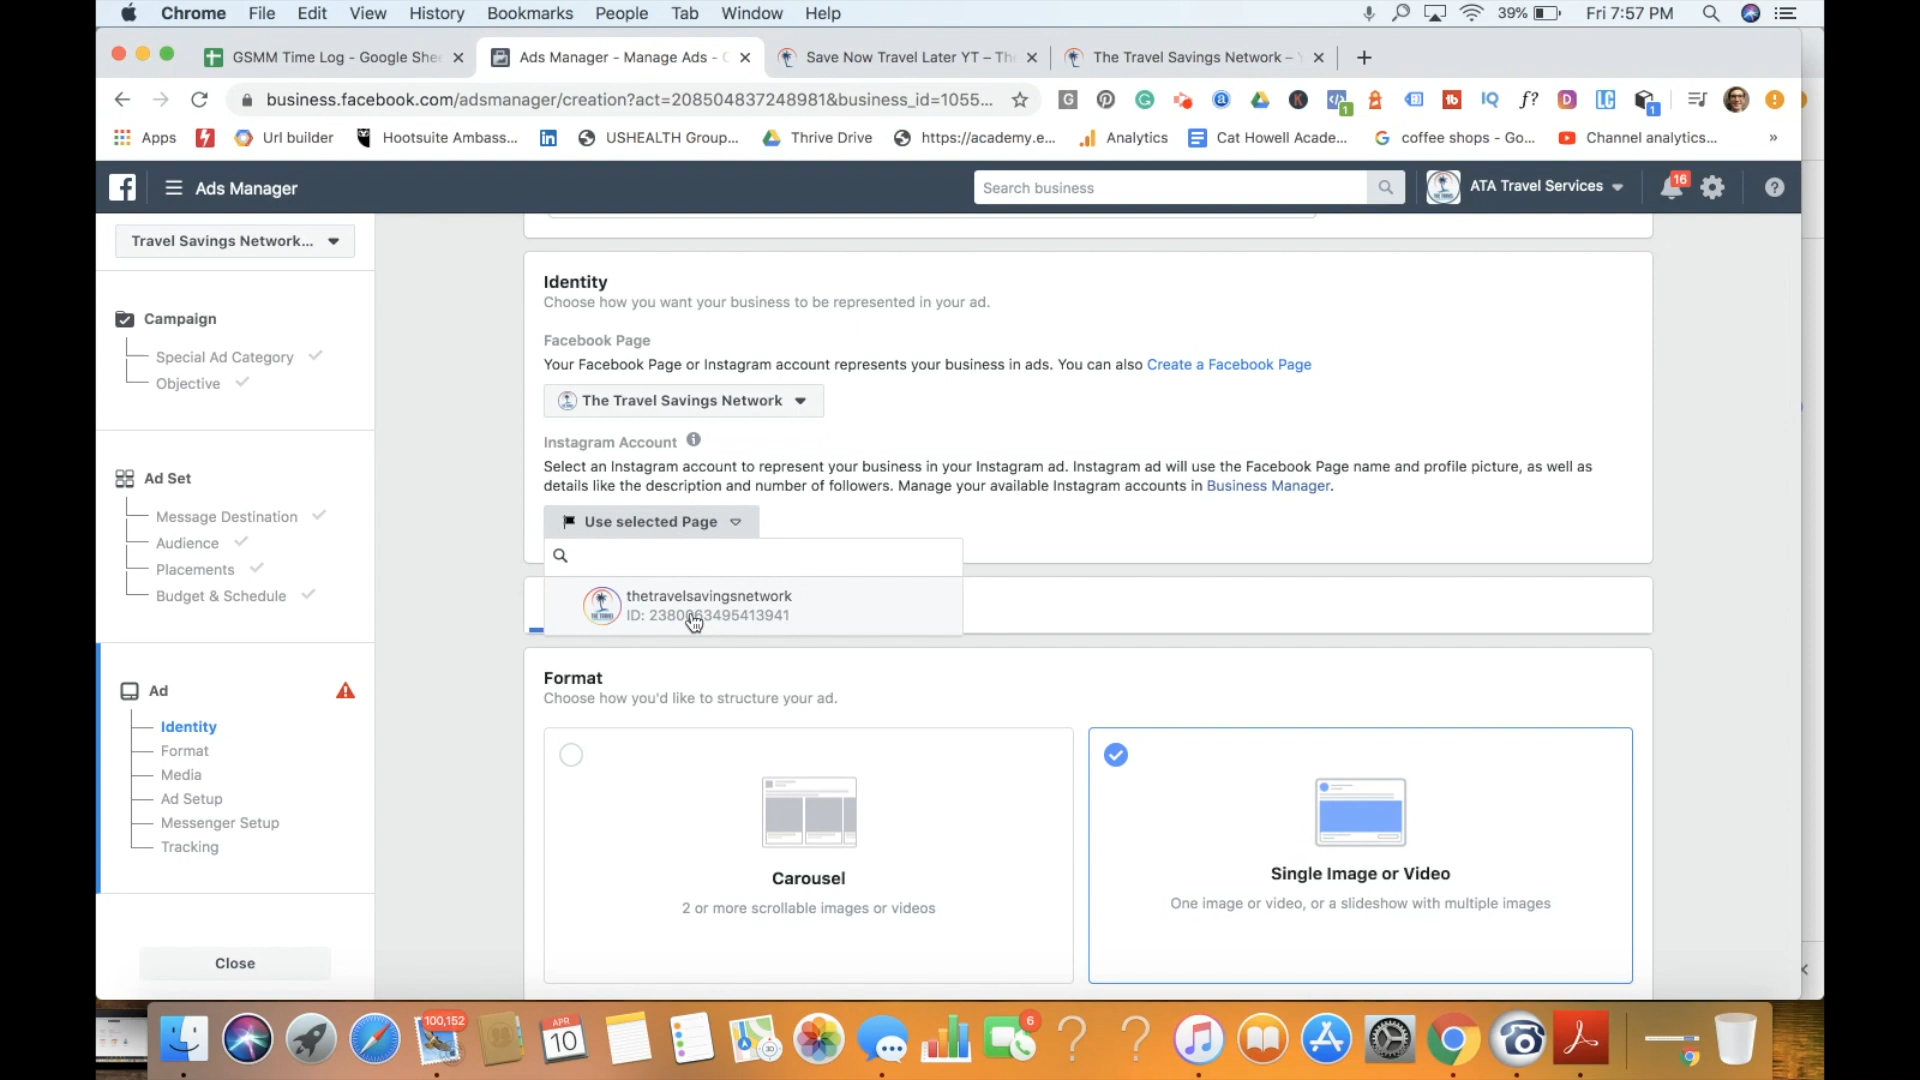 Chrome File Edit View History Bookmarks People Tab Window Help 39% Fri 7:57 PM
GSMM Time Log - Google She
Ads Manager - Manage Ads -
Save Now Travel Later YT – Th
The Travel Savings Network –
business.facebook.com/adsmanager/creation?act=208504837248981&business_id=1055...
Apps Url builder Hootsuite Ambass... USHEALTH Group... Thrive Drive https://academy.e... Analytics Cat Howell Acade... coffee shops - Go... Channel analytics... »
Ads Manager
Search business
ATA Travel Services
16
Travel Savings Network...
Campaign
Special Ad Category
Objective
Ad Set
Message Destination
Audience
Placements
Budget & Schedule
Ad
Identity
Format
Media
Ad Setup
Messenger Setup
Tracking
Close
Identity
Choose how you want your business to be represented in your ad.
Facebook Page
Your Facebook Page or Instagram account represents your business in ads. You can also Create a Facebook Page
The Travel Savings Network
Instagram Account
Select an Instagram account to represent your business in your Instagram ad. Instagram ad will use the Facebook Page name and profile picture, as well as
details like the description and number of followers. Manage your available Instagram accounts in Business Manager.
Use selected Page
thetravelsavingsnetwork
ID: 2380063495413941
Format
Choose how you'd like to structure your ad.
Carousel
2 or more scrollable images or videos
Single Image or Video
One image or video, or a slideshow with multiple images
100,152
APR
10
6